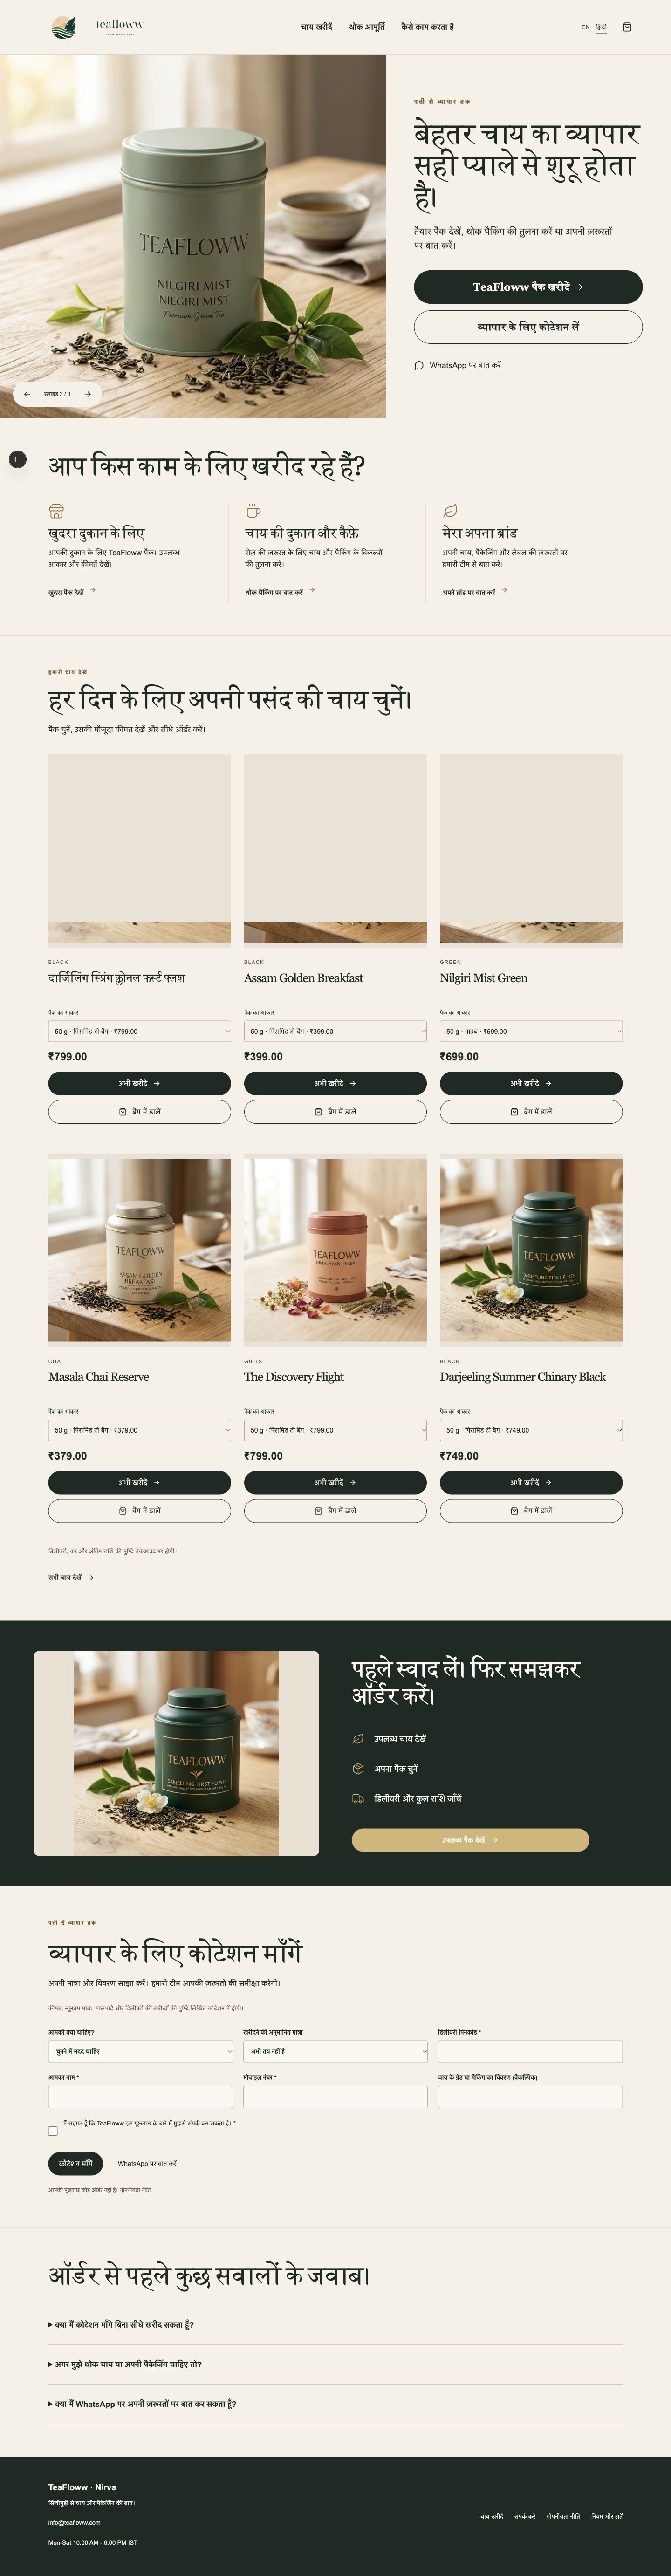 teafloww
चाय खरीदें
थोक आपूर्ति
कैसे काम करता है
EN
हिन्दी
TEAFLOWW
NILGIRI MIST
NILGIRI MIST
Premium Green Tea
स्लाइड 3 / 3
पत्ती से व्यापार तक
बेहतर चाय का व्यापार
सही प्याले से शुरू होता
है।
तैयार पैक देखें, थोक पैकिंग की तुलना करें या अपनी ज़रूरतों
पर बात करें।
TeaFloww पैक खरीदें
व्यापार के लिए कोटेशन लें
WhatsApp पर बात करें
आप किस काम के लिए खरीद रहे हैं?
खुदरा दुकान के लिए
आपकी दुकान के लिए TeaFloww पैक। उपलब्ध
आकार और कीमतें देखें।
खुदरा पैक देखें
चाय की दुकान और कैफ़े
रोज़ की ज़रूरत के लिए चाय और पैकिंग के विकल्पों
की तुलना करें।
थोक पैकिंग पर बात करें
मेरा अपना ब्रांड
अपनी चाय, पैकेजिंग और लेबल की ज़रूरतों पर
हमारी टीम से बात करें।
अपने ब्रांड पर बात करें
हमारी चाय देखें
हर दिन के लिए अपनी पसंद की चाय चुनें।
पैक चुनें, उसकी मौजूदा कीमत देखें और सीधे ऑर्डर करें।
BLACK
दार्जिलिंग स्प्रिंग क्लोनल फर्स्ट फ्लश
पैक का आकार
50 g · पिरामिड टी बैग · ₹799.00
₹799.00
अभी खरीदें
बैग में डालें
BLACK
Assam Golden Breakfast
पैक का आकार
50 g · पिरामिड टी बैग · ₹399.00
₹399.00
अभी खरीदें
बैग में डालें
GREEN
Nilgiri Mist Green
पैक का आकार
50 g · पाउच · ₹699.00
₹699.00
अभी खरीदें
बैग में डालें
TEAFLOWW
ASSAM GOLDEN
BREAKFAST
CHAI
Masala Chai Reserve
पैक का आकार
50 g · पिरामिड टी बैग · ₹379.00
₹379.00
अभी खरीदें
बैग में डालें
TEAFLOWW
HIMALAYAN HERBAL
GIFTS
The Discovery Flight
पैक का आकार
50 g · पिरामिड टी बैग · ₹799.00
₹799.00
अभी खरीदें
बैग में डालें
TEAFLOWW
DARJEELING FIRST FLUSH
BLACK
Darjeeling Summer Chinary Black
पैक का आकार
50 g · पिरामिड टी बैग · ₹749.00
₹749.00
अभी खरीदें
बैग में डालें
डिलीवरी, कर और अंतिम राशि की पुष्टि चेकआउट पर होगी।
सभी चाय देखें
TEAFLOWW
DARJEELING FIRST FLUSH
पहले स्वाद लें। फिर समझकर
ऑर्डर करें।
उपलब्ध चाय देखें
अपना पैक चुनें
डिलीवरी और कुल राशि जाँचें
उपलब्ध पैक देखें
पत्ती से व्यापार तक
व्यापार के लिए कोटेशन माँगें
अपनी मात्रा और विवरण साझा करें। हमारी टीम आपकी ज़रूरतों की समीक्षा करेगी।
कीमत, न्यूनतम मात्रा, मालभाड़े और डिलीवरी की तारीखों की पुष्टि लिखित कोटेशन में होगी।
आपको क्या चाहिए?
चुनने में मदद चाहिए
खरीदने की अनुमानित मात्रा
अभी तय नहीं है
डिलीवरी पिनकोड *
आपका नाम *
मोबाइल नंबर *
चाय के ग्रेड या पैकिंग का विवरण (वैकल्पिक)
मैं सहमत हूँ कि TeaFloww इस पूछताछ के बारे में मुझसे संपर्क कर सकता है। *
कोटेशन माँगें
WhatsApp पर बात करें
आपकी पूछताछ कोई ऑर्डर नहीं है। गोपनीयता नीति
ऑर्डर से पहले कुछ सवालों के जवाब।
क्या मैं कोटेशन माँगे बिना सीधे खरीद सकता हूँ?
अगर मुझे थोक चाय या अपनी पैकेजिंग चाहिए तो?
क्या मैं WhatsApp पर अपनी ज़रूरतों पर बात कर सकता हूँ?
TeaFloww · Nirva
सिलीगुड़ी से चाय और पैकेजिंग की बात।
info@teafloww.com
Mon-Sat 10:00 AM - 6:00 PM IST
चाय खरीदें
संपर्क करें
गोपनीयता नीति
नियम और शर्तें